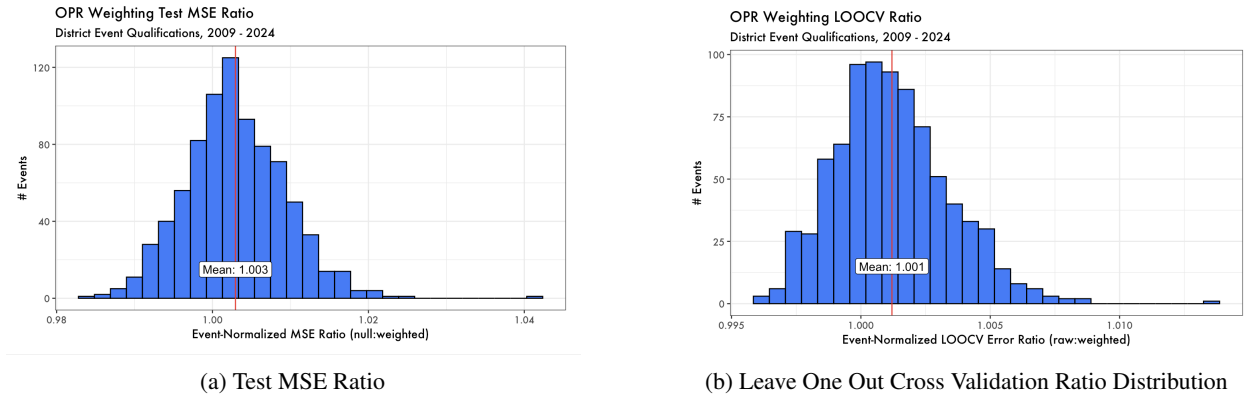 OPR Weighting Test MSE Ratio
District Event Qualifications, 2009 - 2024
# Events
120
80
40
0
Mean: 1.003
0.98
1.00
1.02
1.04
Event-Normalized MSE Ratio (null:weighted)
(a) Test MSE Ratio
OPR Weighting LOOCV Ratio
District Event Qualifications, 2009 - 2024
# Events
100
75
50
25
0
Mean: 1.001
0.995
1.000
1.005
1.010
Event-Normalized LOOCV Error Ratio (raw:weighted)
(b) Leave One Out Cross Validation Ratio Distribution